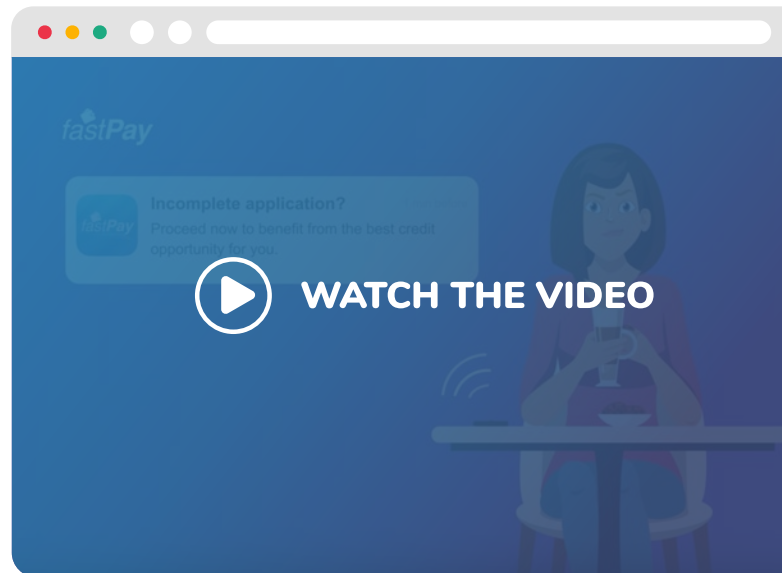 fastPay
Incomplete application?
fastPay
Proceed now to benefit from the best credit
opportunity for you.
WATCH THE VIDEO